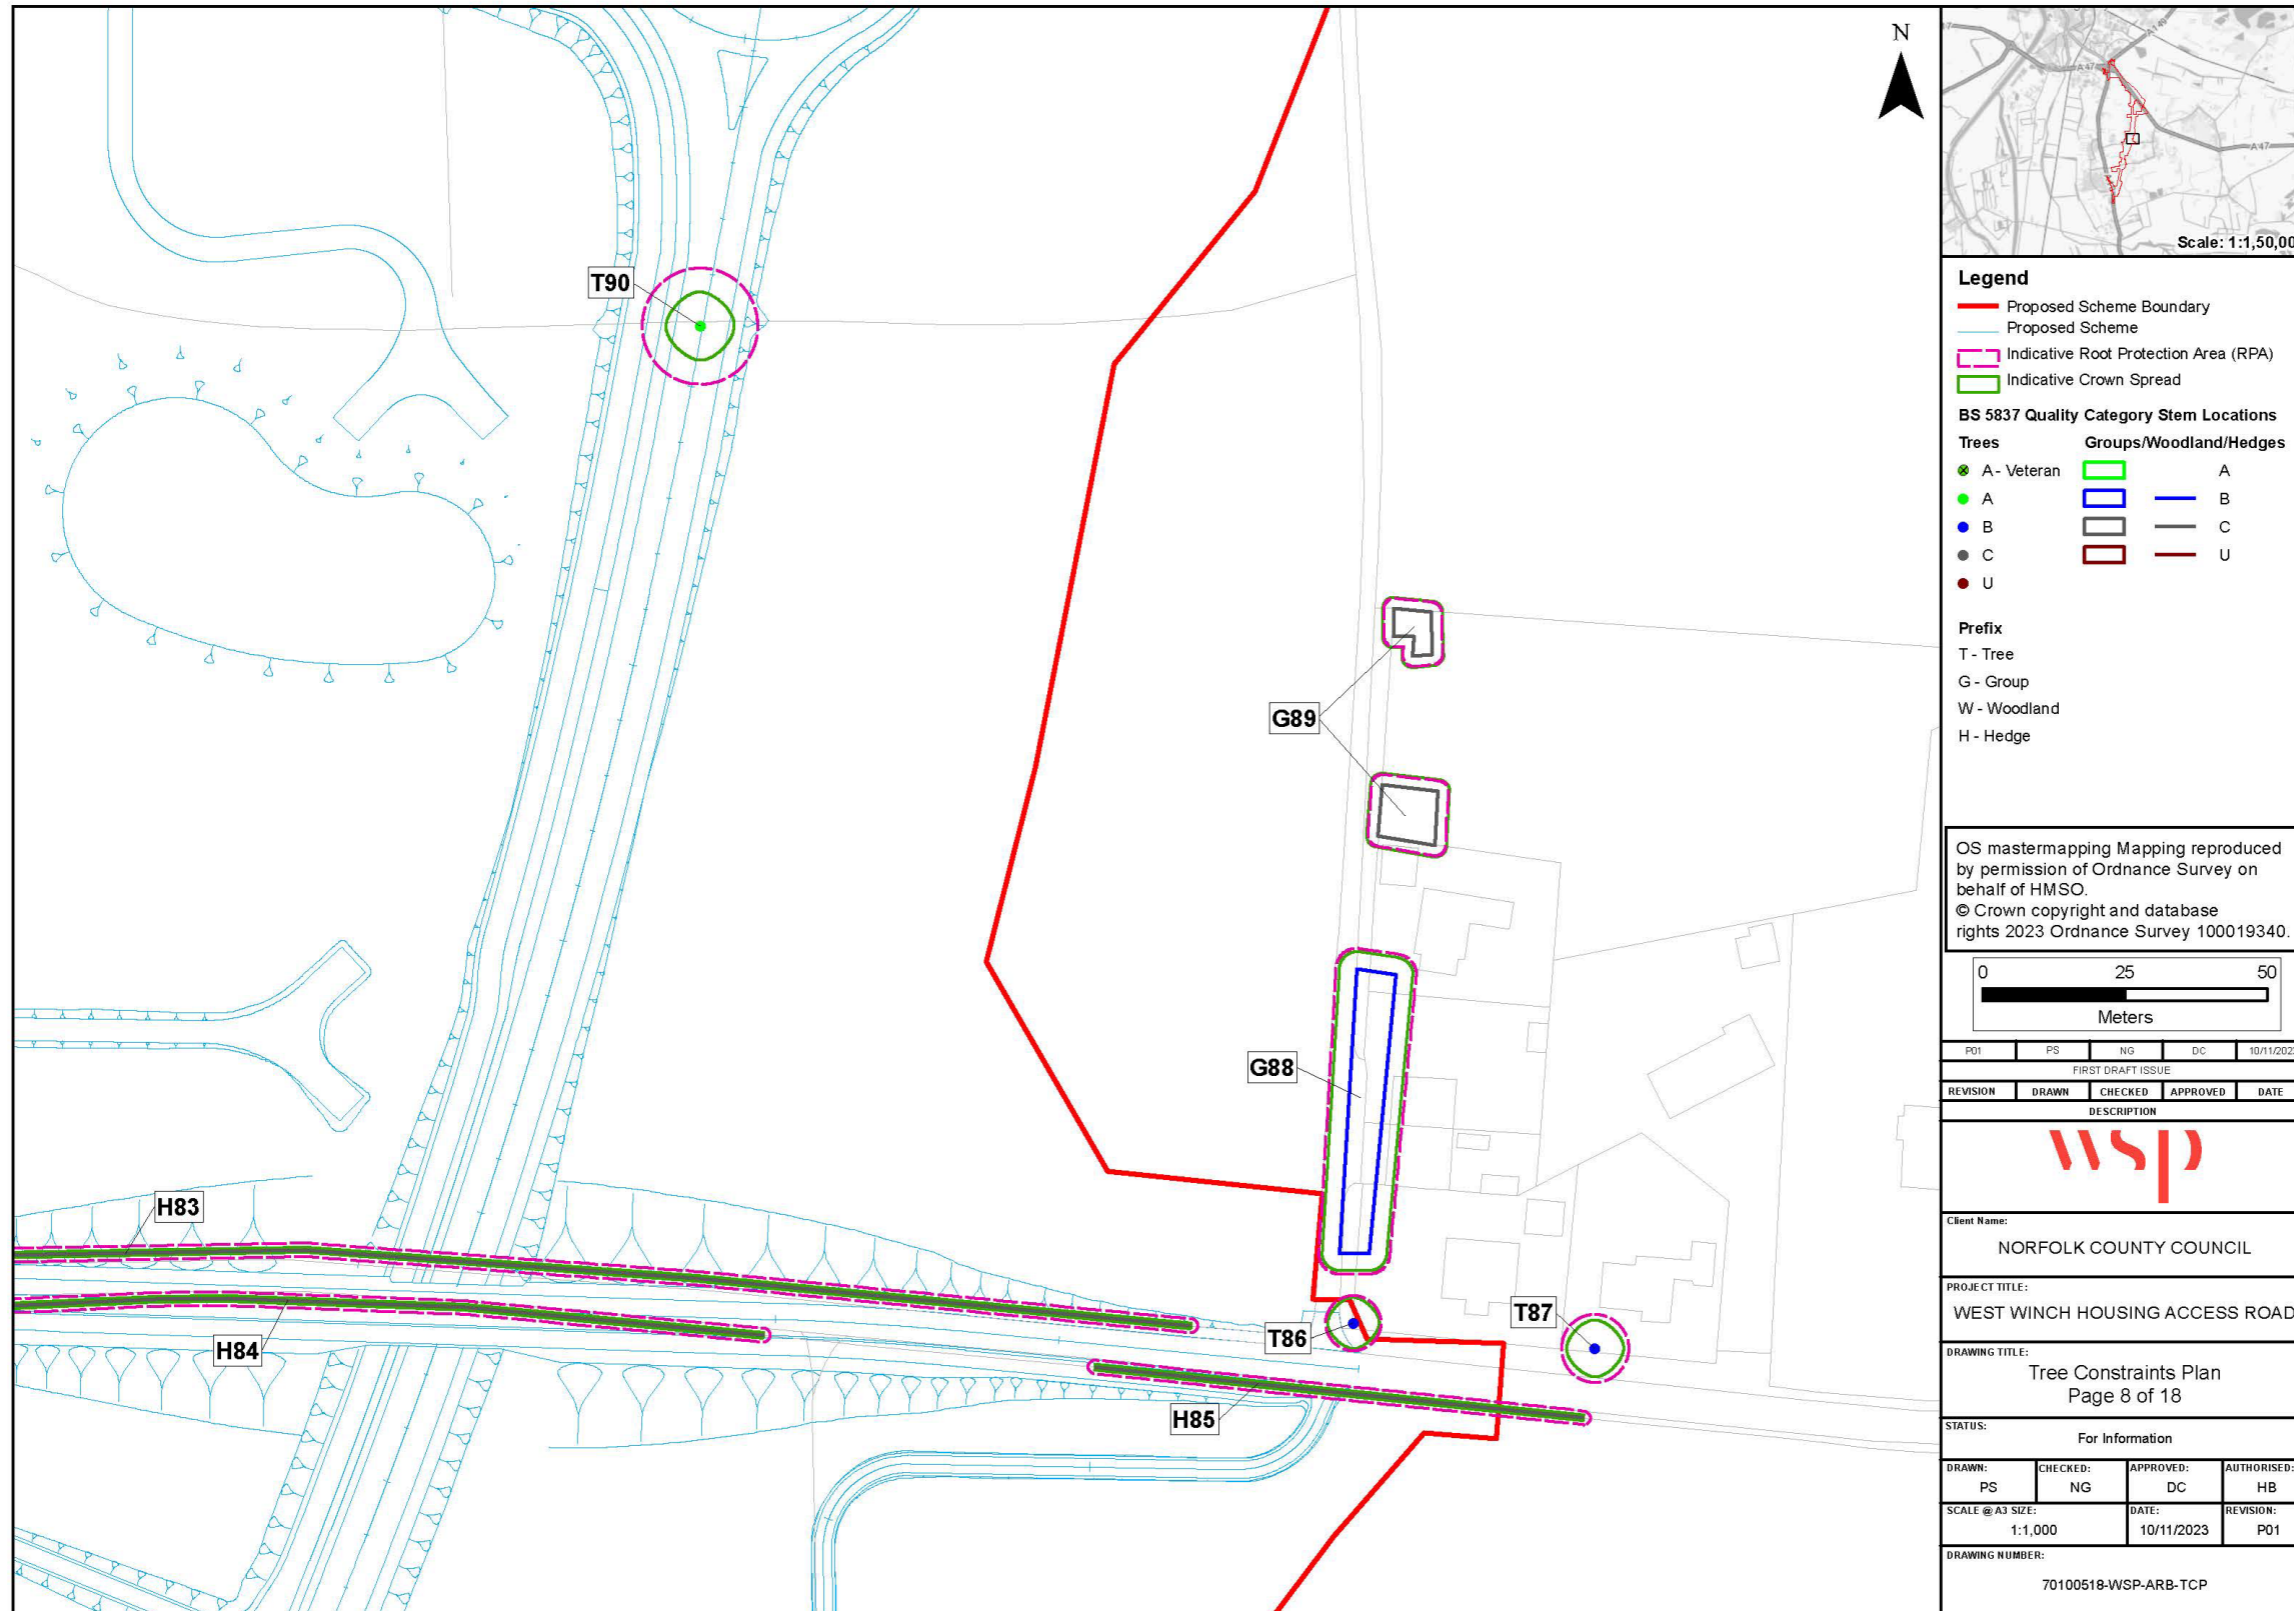 N
T90
G89
G88
H83
H84
T86
T87
H85
A47
A47
Scale: 1:1,50,00
Legend
Proposed Scheme Boundary
Proposed Scheme
Indicative Root Protection Area (RPA)
Indicative Crown Spread
BS 5837 Quality Category Stem Locations
Trees Groups/Woodland/Hedges
A - Veteran A
A B
B C
C U
U
Prefix
T - Tree
G - Group
W - Woodland
H - Hedge
OS mastermapping Mapping reproduced
by permission of Ordnance Survey on
behalf of HMSO.
© Crown copyright and database
rights 2023 Ordnance Survey 100019340.
0 25 50
Meters
P01 PS NG DC 10/11/202
FIRST DRAFT ISSUE
REVISION DRAWN CHECKED APPROVED DATE
DESCRIPTION
wsp
Client Name:
NORFOLK COUNTY COUNCIL
PROJECT TITLE:
WEST WINCH HOUSING ACCESS ROAD
DRAWING TITLE:
Tree Constraints Plan
Page 8 of 18
STATUS:
For Information
DRAWN: CHECKED: APPROVED: AUTHORISED:
PS NG DC HB
SCALE @ A3 SIZE: DATE: REVISION:
1:1,000 10/11/2023 P01
DRAWING NUMBER:
70100518-WSP-ARB-TCP